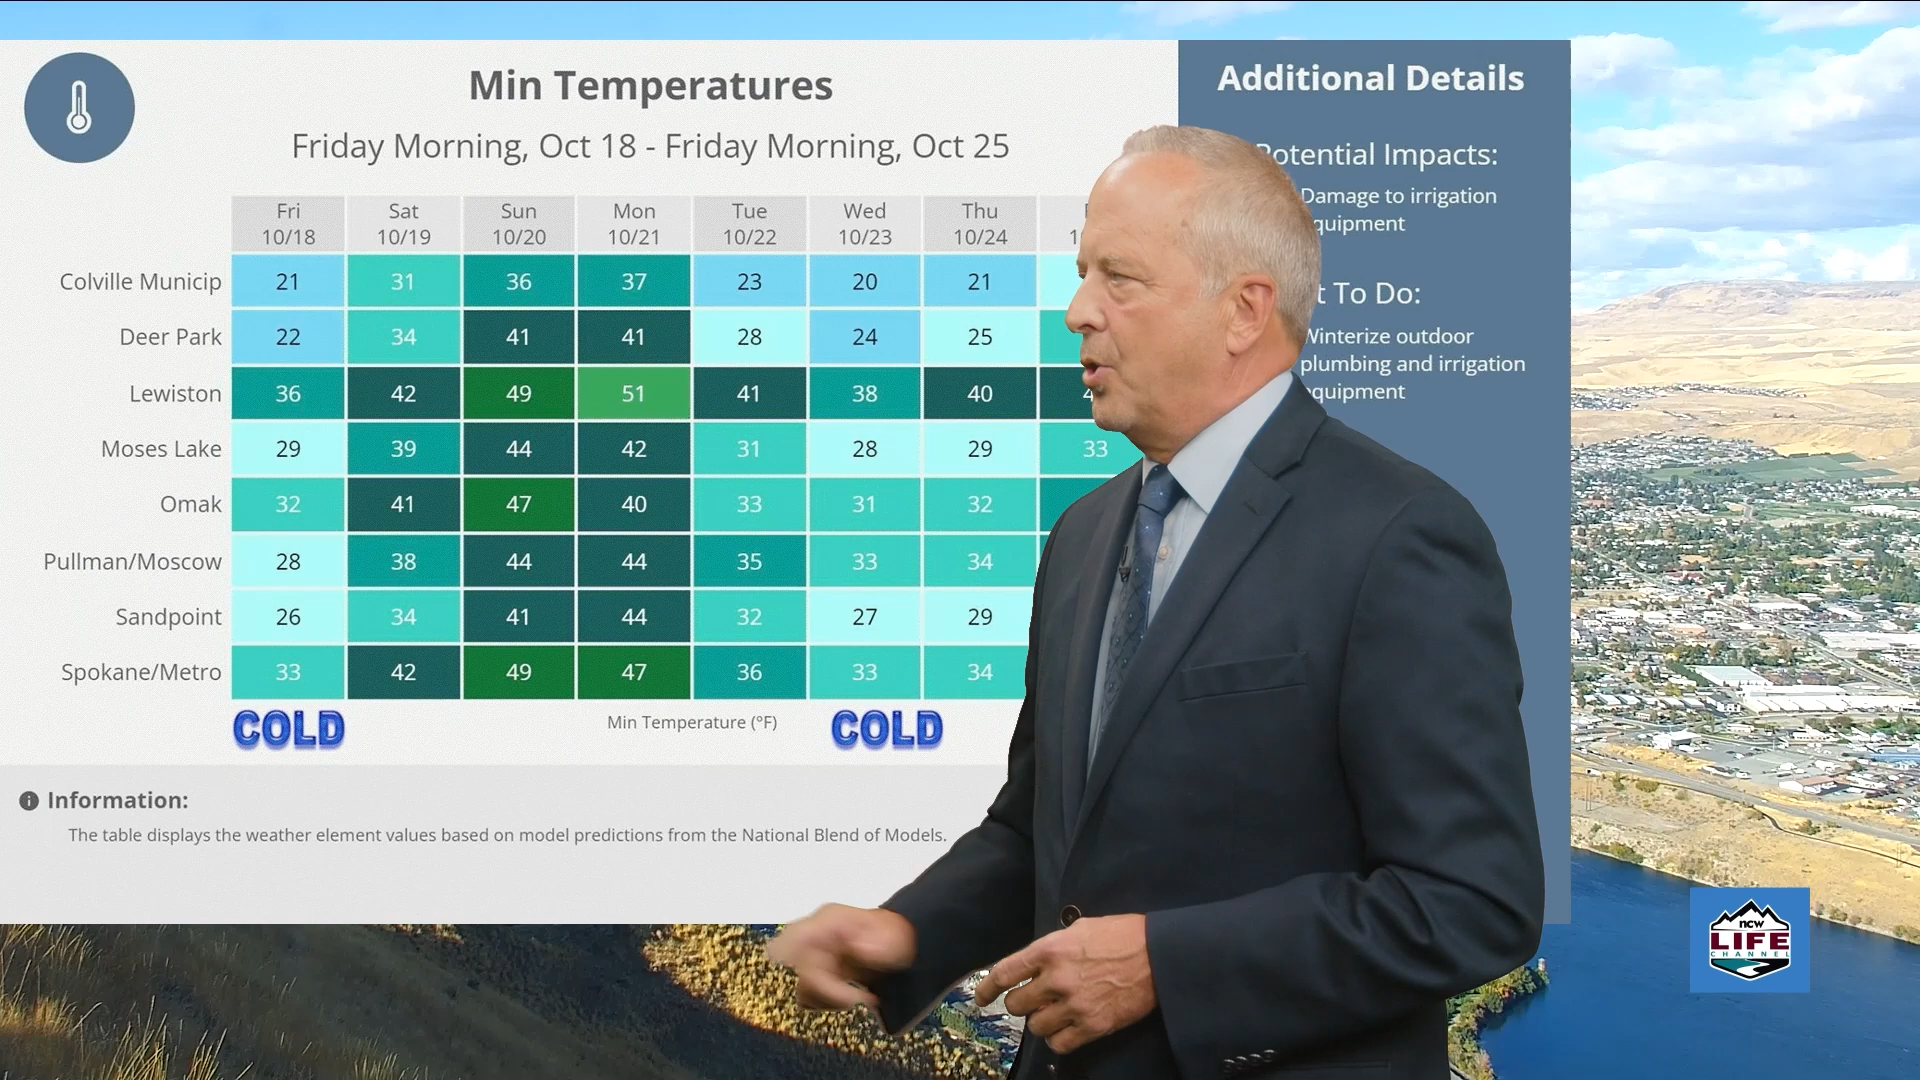 Min Temperatures
Friday Morning, Oct 18 - Friday Morning, Oct 25
Fri Sat Sun Mon Tue Wed Thu
10/18 10/19 10/20 10/21 10/22 10/23 10/24
Colville Municip 21 31 36 37 23 20 21
Deer Park 22 34 41 41 28 24 25
Lewiston 36 42 49 51 41 38 40
Moses Lake 29 39 44 42 31 28 29 33
Omak 32 41 47 40 33 31 32
Pullman/Moscow 28 38 44 44 35 33 34
Sandpoint 26 34 41 44 32 27 29
Spokane/Metro 33 42 49 47 36 33 34
COLD Min Temperature (°F) COLD
Information:
The table displays the weather element values based on model predictions from the National Blend of Models.
Additional Details
Potential Impacts:
Damage to irrigation
quipment
t To Do:
Winterize outdoor
plumbing and irrigation
quipment
ncw
LIFE
CHANNEL